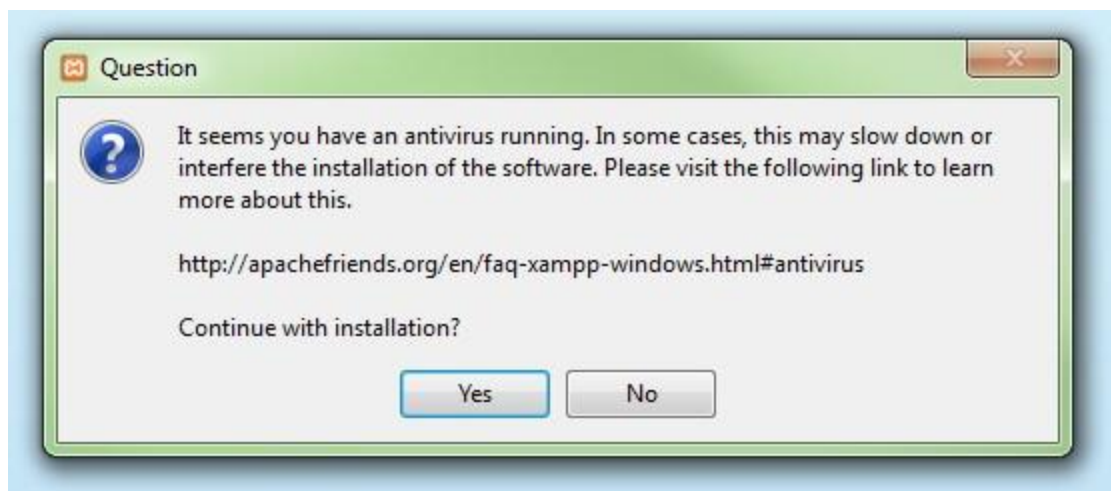 Question
It seems you have an antivirus running. In some cases, this may slow down or
interfere the installation of the software. Please visit the following link to learn
more about this.
http://apachefriends.org/en/faq-xampp-windows.html#antivirus
Continue with installation?
Yes No